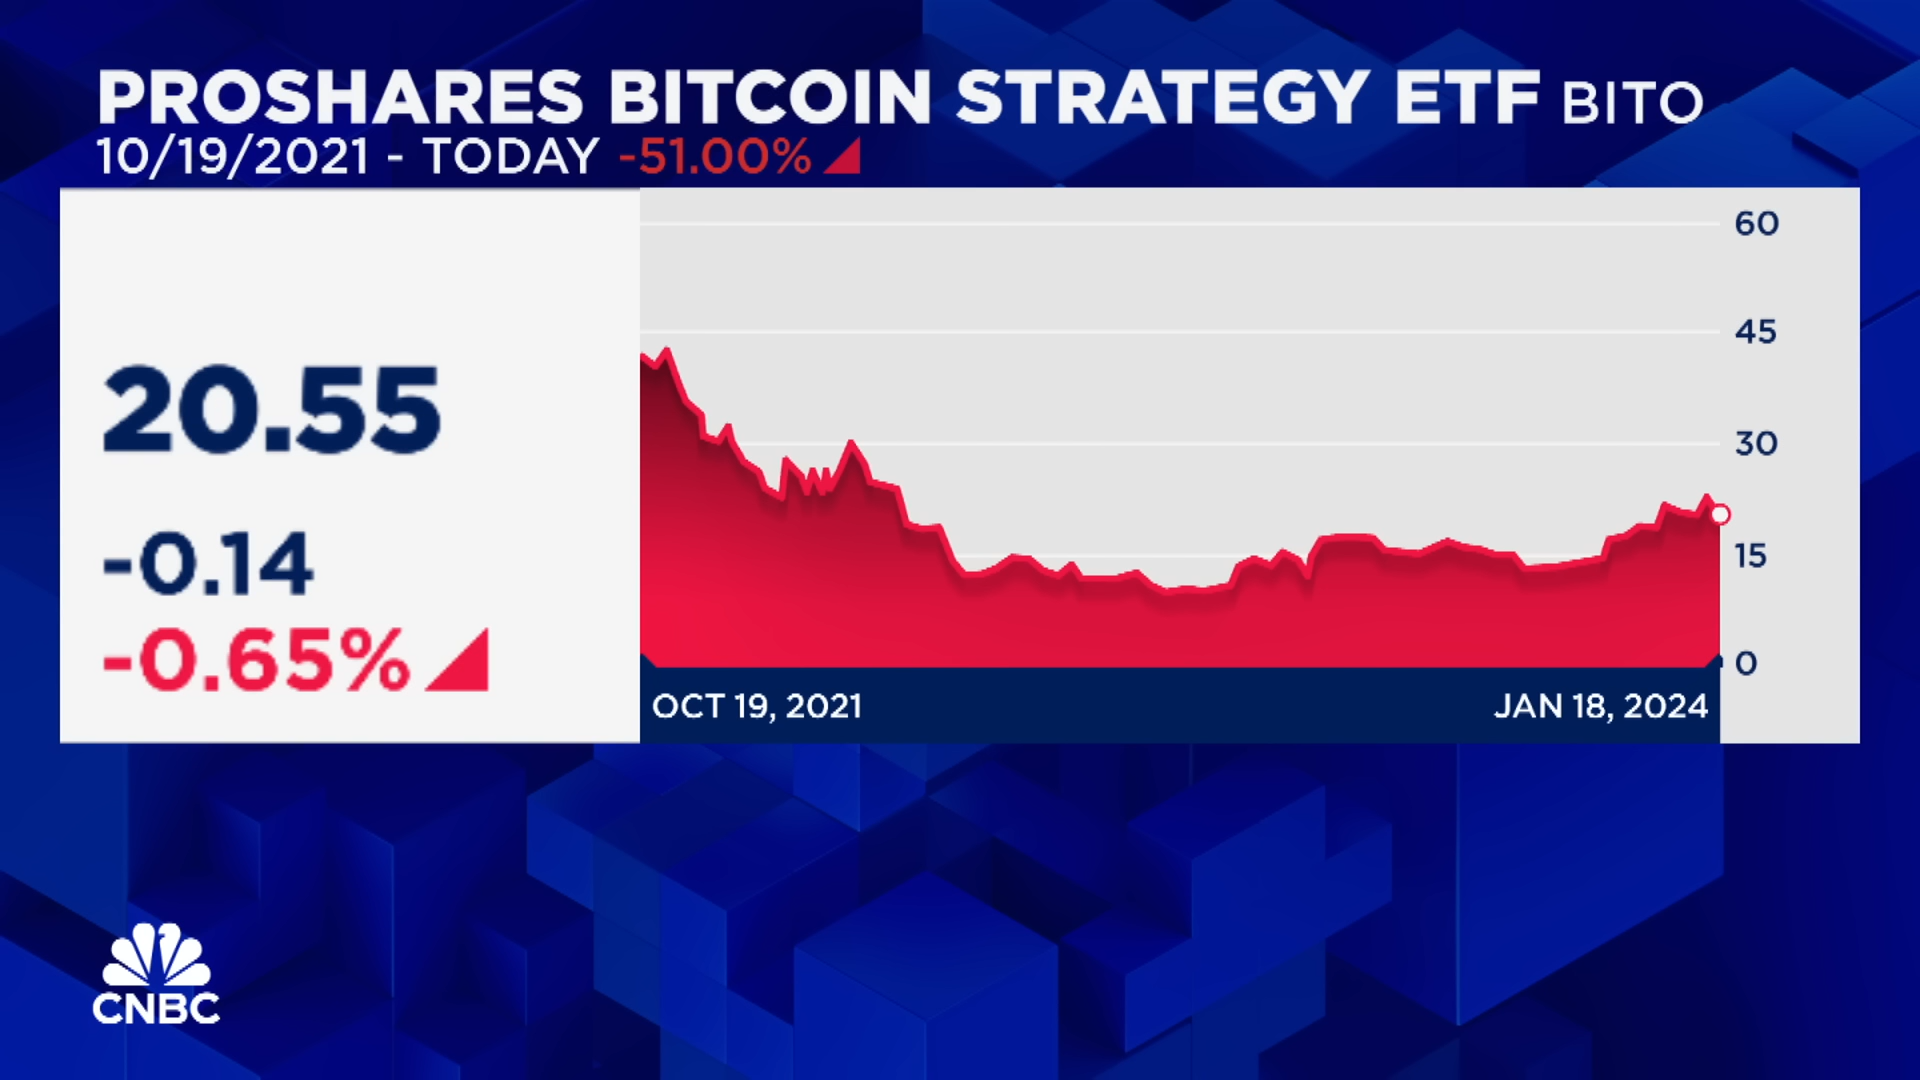 PROSHARES BITCOIN STRATEGY ETF BITO
10/19/2021 - TODAY -51.00%
20.55
-0.14
-0.65%
60
45
30
15
0
OCT 19, 2021
JAN 18, 2024
CNBC